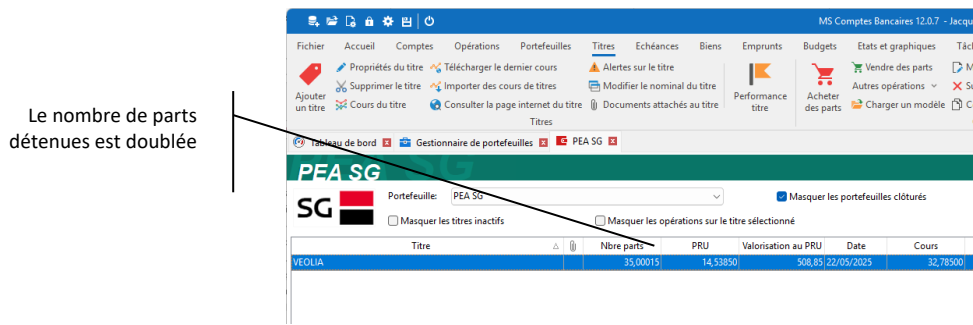 Le nombre de parts
détenues est doublée
MS Comptes Bancaires 12.0.7 - Jacqu
Fichier Accueil Comptes Opérations Portefeuilles Titres Echéances Biens Emprunts Budgets Etats et graphiques Tâc
Propriétés du titre Télécharger le dernier cours Alertes sur le titre Vendre des parts M
Supprimer le titre Importer des cours de titres Modifier le nominal du titre Autres opérations Su
Ajouter un titre Cours du titre Consulter la page internet du titre Documents attachés au titre Performance titre Acheter des parts Charger un modèle C
Titres
Tableau de bord Gestionnaire de portefeuilles PEA SG
PEA SG
SG Portefeuille: PEA SG Masquer les portefeuilles clôturés
Masquer les titres inactifs Masquer les opérations sur le titre sélectionné
Titre Nbre parts PRU Valorisation au PRU Date Cours
VEOLIA 35,00015 14,53850 508,85 22/05/2025 32,78500